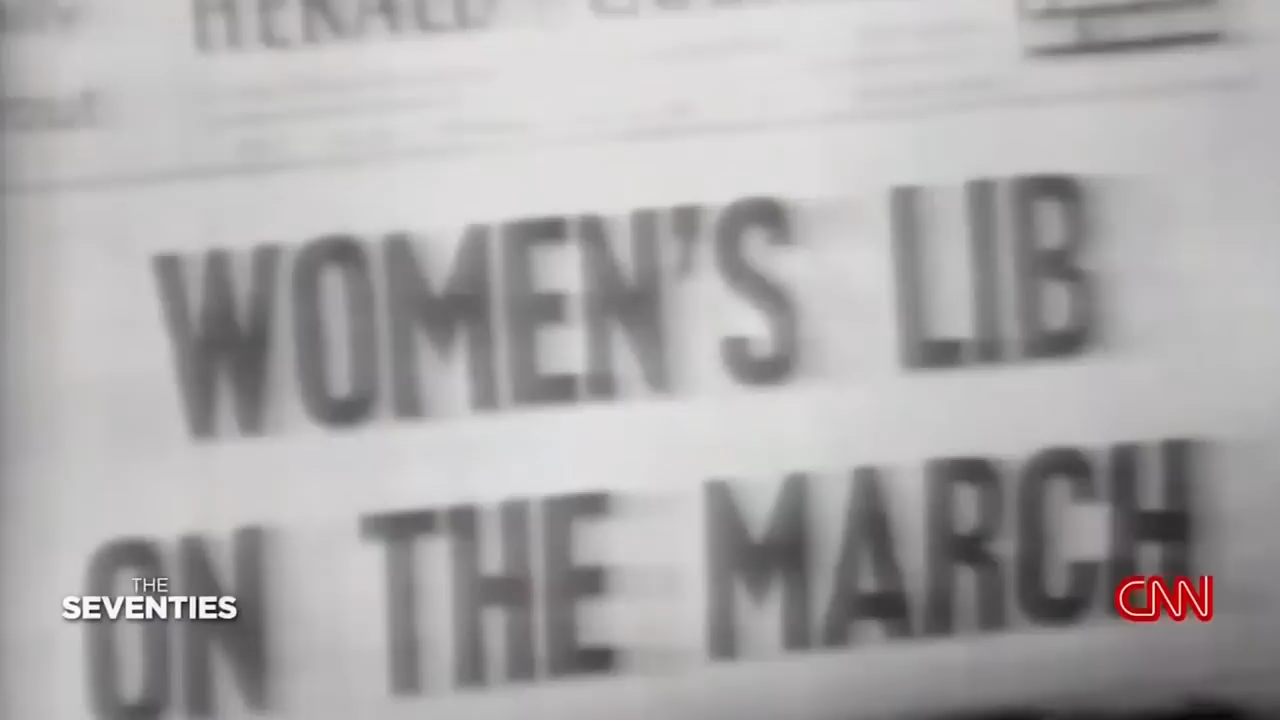 HERALD
WOMEN'S LIB
ON THE MARCH
THE
SEVENTIES
CNN